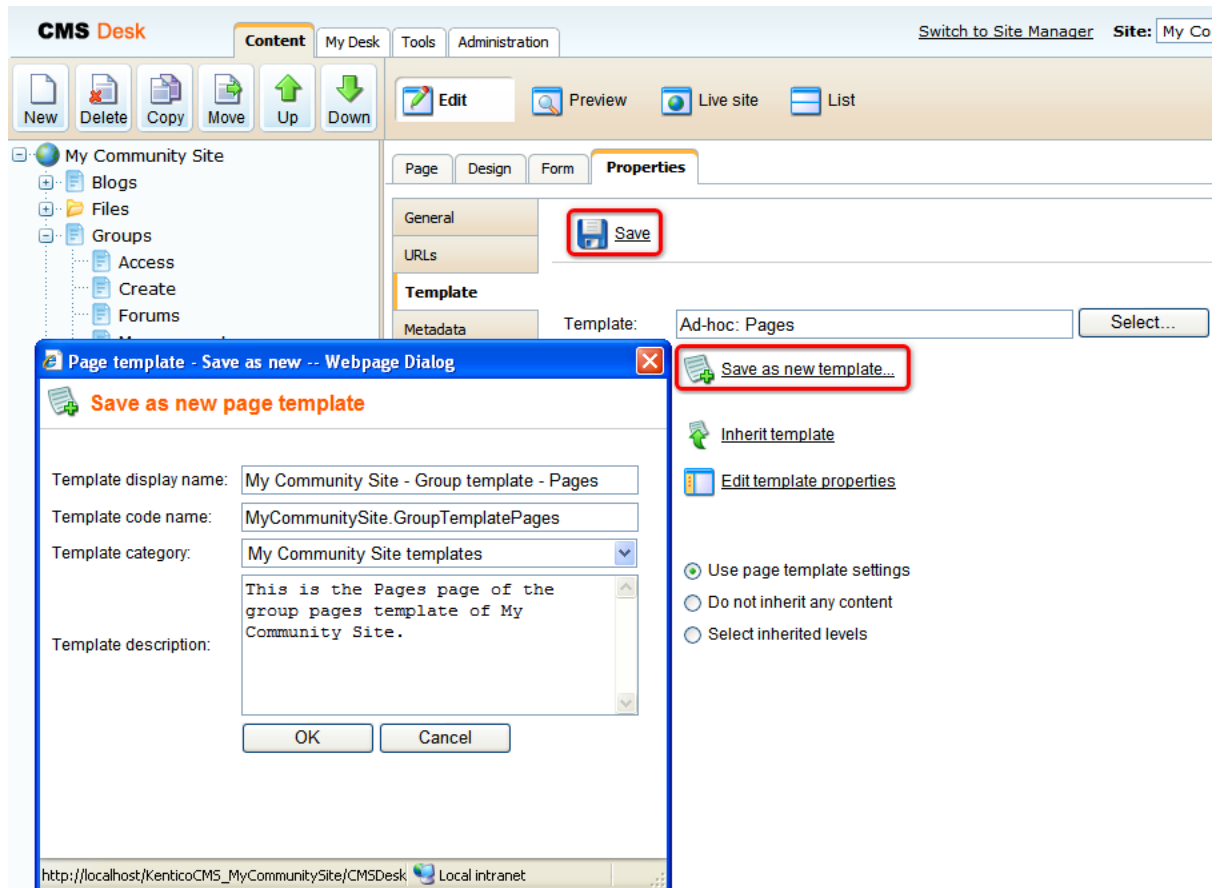 CMS Desk
Content My Desk Tools Administration
Switch to Site Manager Site: My Co
New Delete Copy Move Up Down
Edit Preview Live site List
My Community Site
Blogs
Files
Groups
Access
Create
Forums
Page Design Form Properties
General
URLs
Template
Metadata
Save
Template: Ad-hoc: Pages Select...
Save as new template...
Inherit template
Edit template properties
Use page template settings
Do not inherit any content
Select inherited levels
Page template - Save as new -- Webpage Dialog
Save as new page template
Template display name: My Community Site - Group template - Pages
Template code name: MyCommunitySite.GroupTemplatePages
Template category: My Community Site templates
Template description:
This is the Pages page of the
group pages template of My
Community Site.
OK Cancel
http://localhost/KenticoCMS_MyCommunitySite/CMSDesk Local intranet